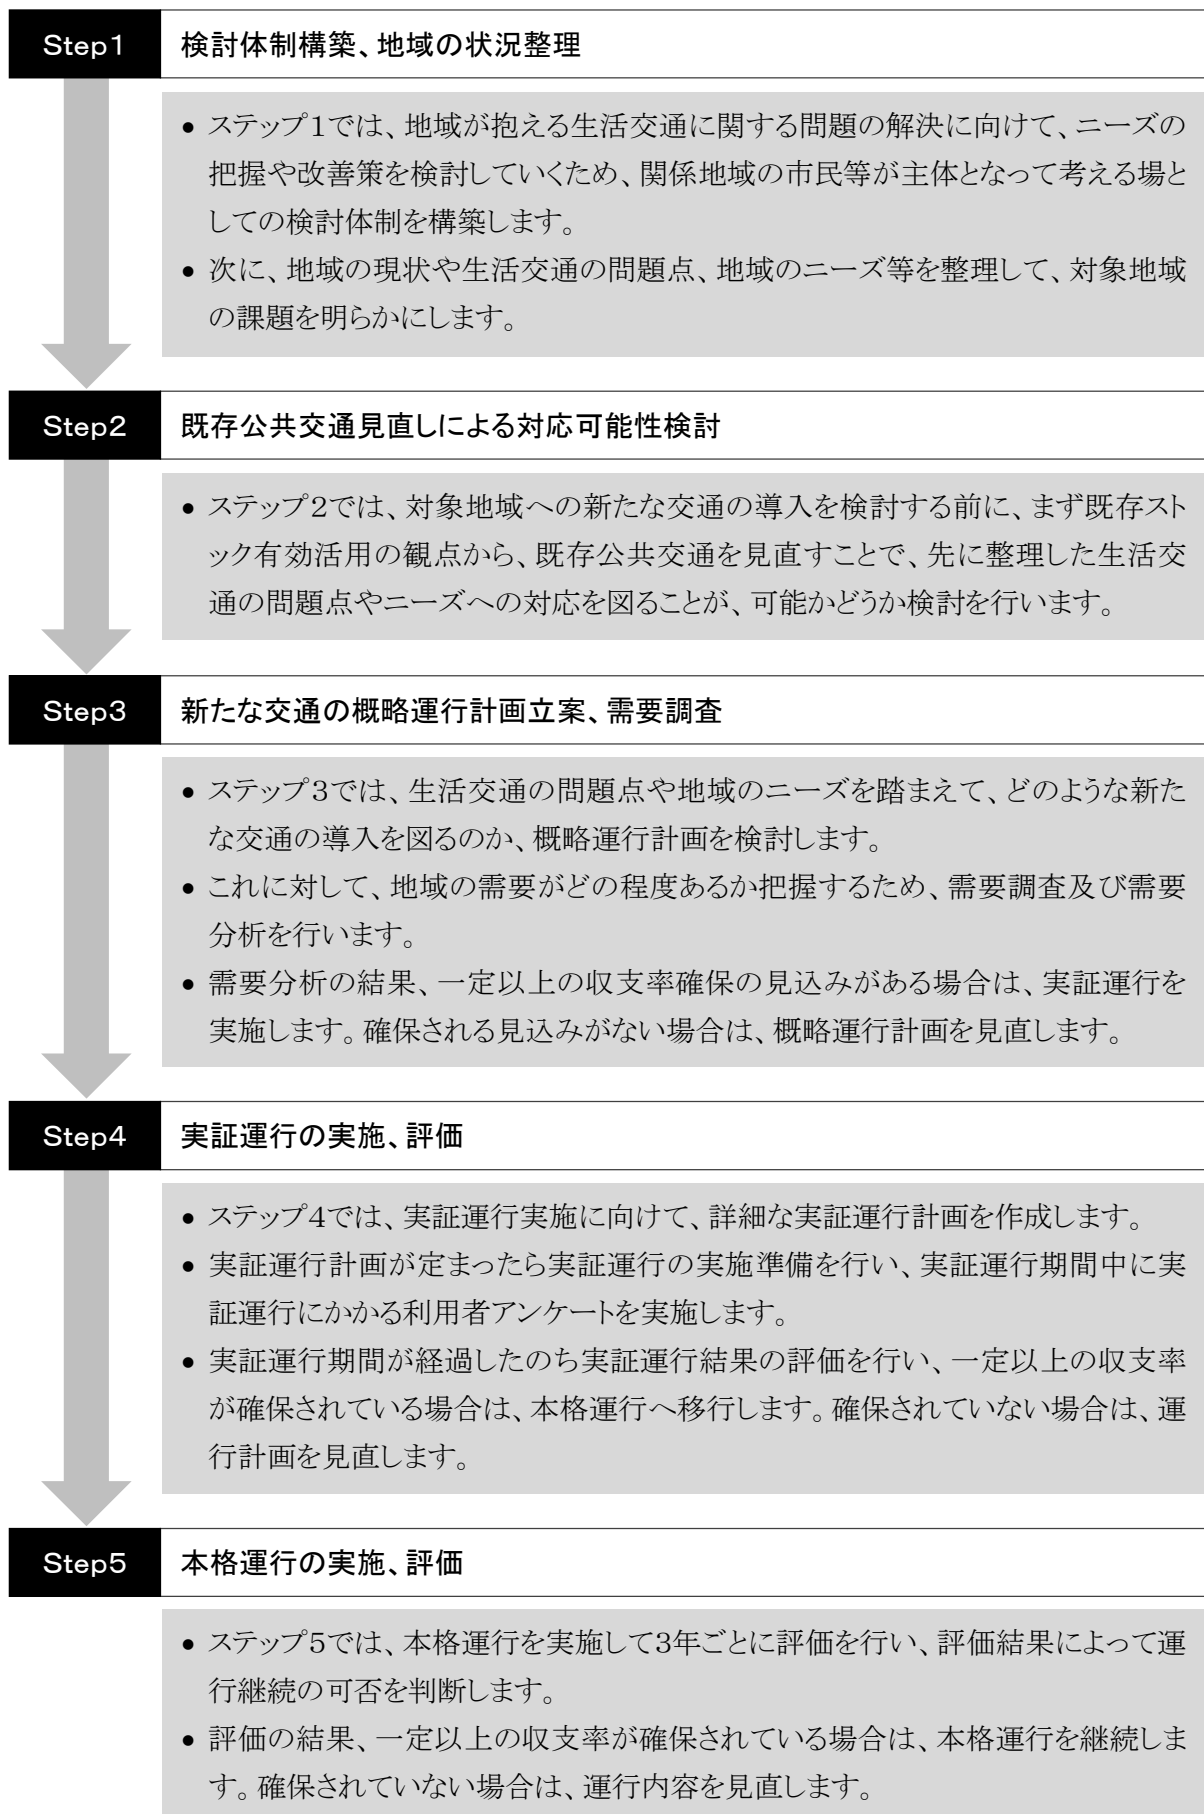 Step1
検討体制構築、地域の状況整理
• ステップ1では、地域が抱える生活交通に関する問題の解決に向けて、ニーズの
把握や改善策を検討していくため、関係地域の市民等が主体となって考える場と
しての検討体制を構築します。
• 次に、地域の現状や生活交通の問題点、地域のニーズ等を整理して、対象地域
の課題を明らかにします。
Step2
既存公共交通見直しによる対応可能性検討
• ステップ2では、対象地域への新たな交通の導入を検討する前に、まず既存スト
ック有効活用の観点から、既存公共交通を見直すことで、先に整理した生活交
通の問題点やニーズへの対応を図ることが、可能かどうか検討を行います。
Step3
新たな交通の概略運行計画立案、需要調査
• ステップ3では、生活交通の問題点や地域のニーズを踏まえて、どのような新た
な交通の導入を図るのか、概略運行計画を検討します。
• これに対して、地域の需要がどの程度あるか把握するため、需要調査及び需要
分析を行います。
• 需要分析の結果、一定以上の収支率確保の見込みがある場合は、実証運行を
実施します。確保される見込みがない場合は、概略運行計画を見直します。
Step4
実証運行の実施、評価
• ステップ4では、実証運行実施に向けて、詳細な実証運行計画を作成します。
• 実証運行計画が定まったら実証運行の実施準備を行い、実証運行期間中に実
証運行にかかる利用者アンケートを実施します。
• 実証運行期間が経過したのち実証運行結果の評価を行い、一定以上の収支率
が確保されている場合は、本格運行へ移行します。確保されていない場合は、運
行計画を見直します。
Step5
本格運行の実施、評価
• ステップ5では、本格運行を実施して3年ごとに評価を行い、評価結果によって運
行継続の可否を判断します。
• 評価の結果、一定以上の収支率が確保されている場合は、本格運行を継続しま
す。確保されていない場合は、運行内容を見直します。